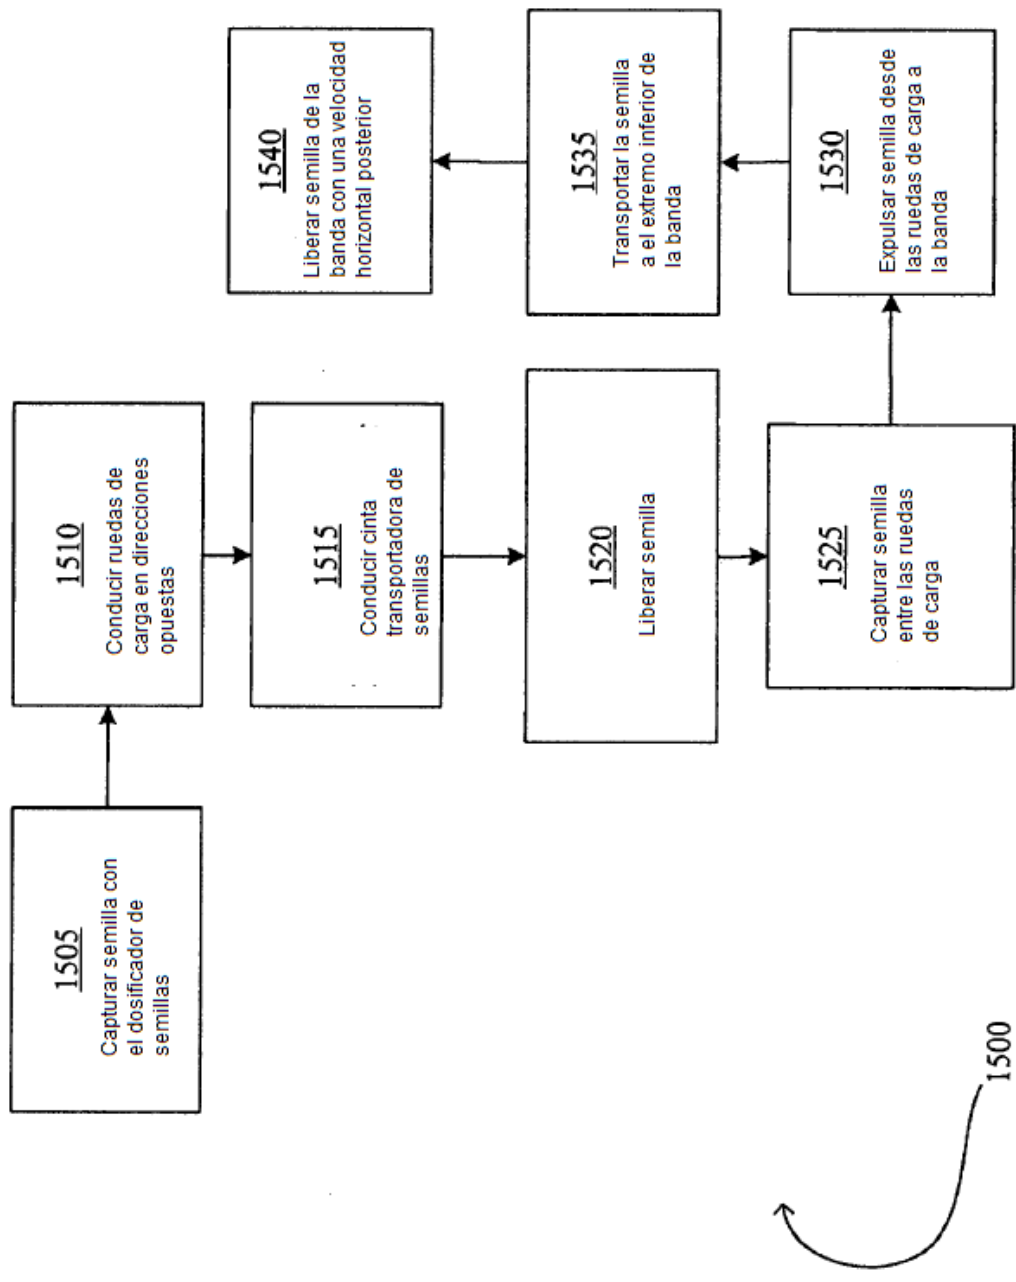 1505
Capturar semilla con
el dosificador de
semillas
1510
Conducir ruedas de
carga en direcciones
opuestas
1515
Conducir cinta
transportadora de
semillas
1520
Liberar semilla
1525
Capturar semilla
entre las ruedas
de carga
1530
Expulsar semilla desde
las ruedas de carga a
la banda
1535
Transportar la semilla
a el extremo inferior de
la banda
1540
Liberar semilla de la
banda con una velocidad
horizontal posterior
1500